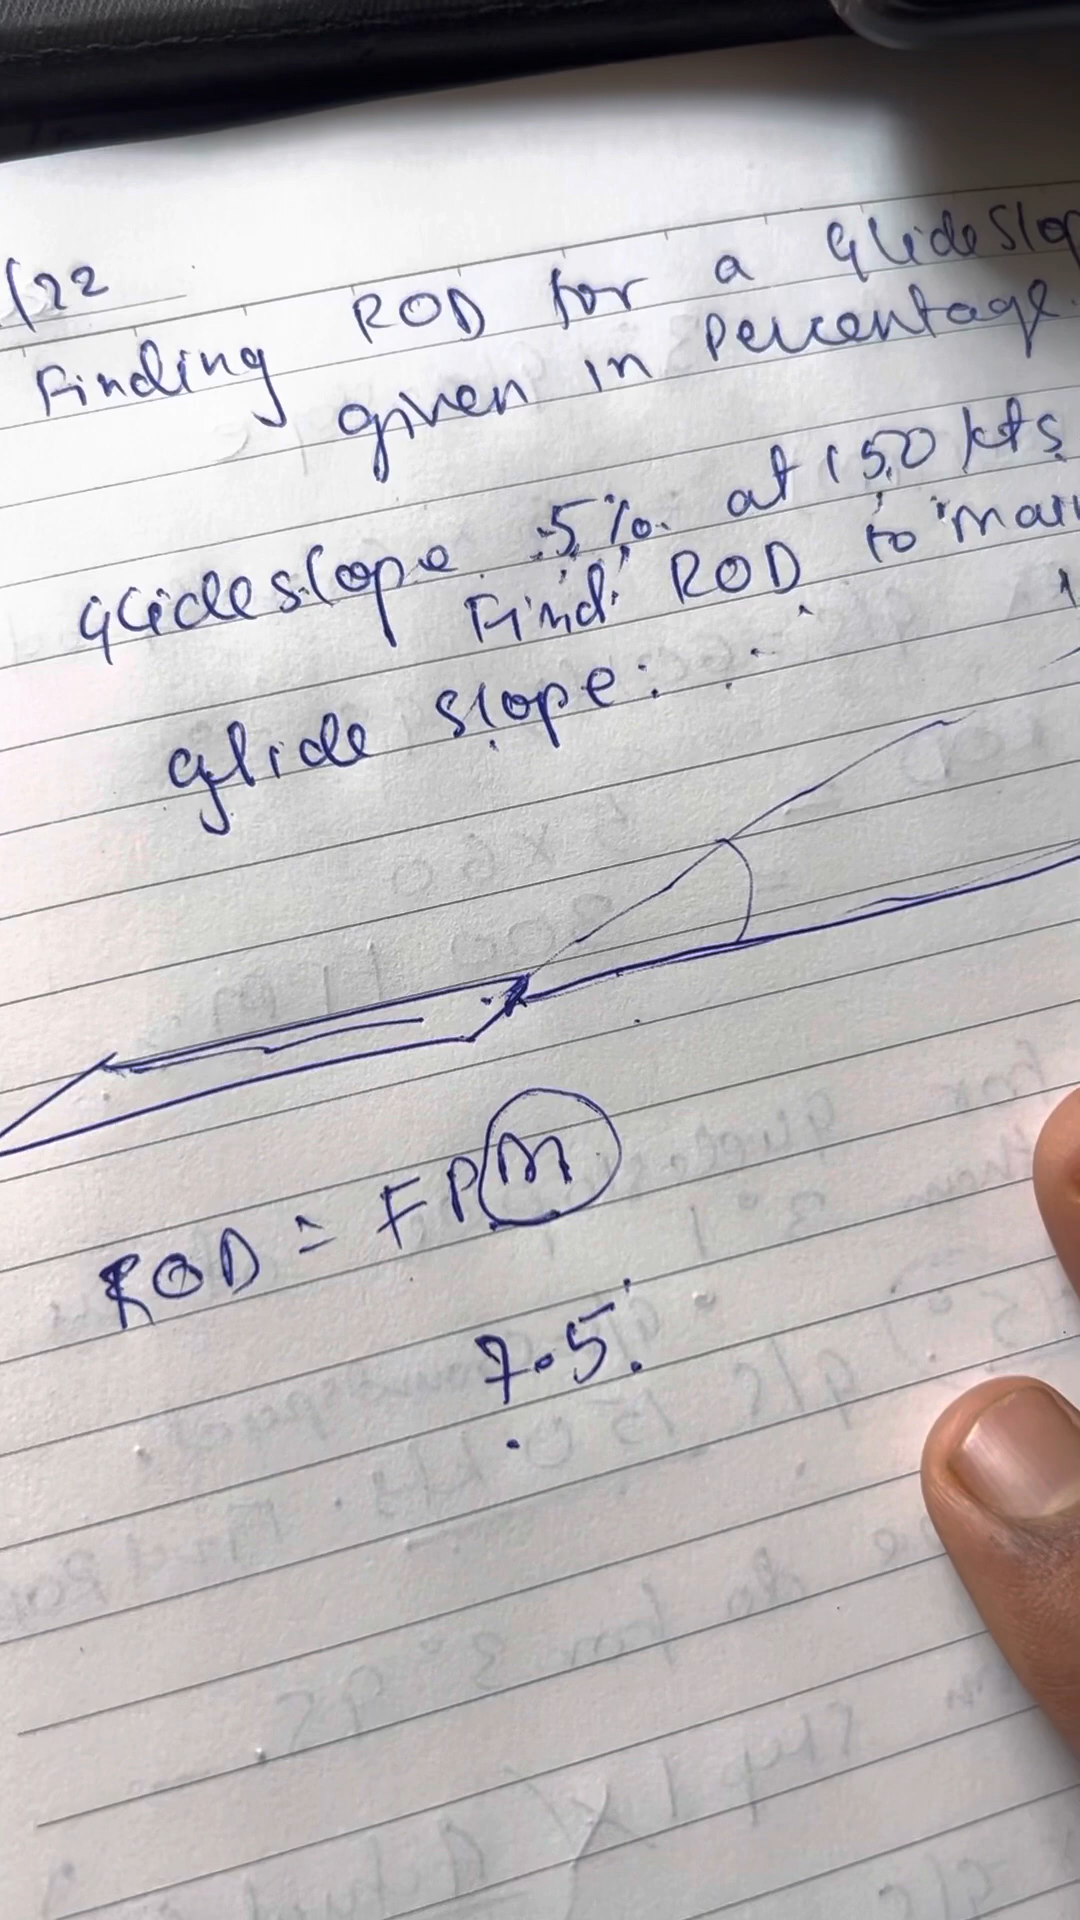 /22
Finding ROD for a Glideslop
given in percentage.
Glideslope 5% at 150 kts
Find ROD to main
glide slope:
ROD = FPM
7.5